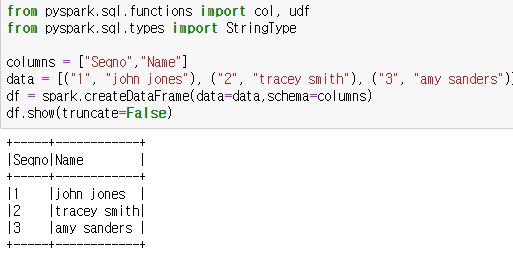 from pyspark.sql.functions import col, udf
from pyspark.sql.types import StringType
columns = ["Seqno","Name"]
data = [("1", "john jones"), ("2", "tracey smith"), ("3", "amy sanders")]
df = spark.createDataFrame(data=data,schema=columns)
df.show(truncate=False)
+-----+------------+
|Seqno|Name        |
+-----+------------+
|1    |john jones  |
|2    |tracey smith|
|3    |amy sanders |
+-----+------------+